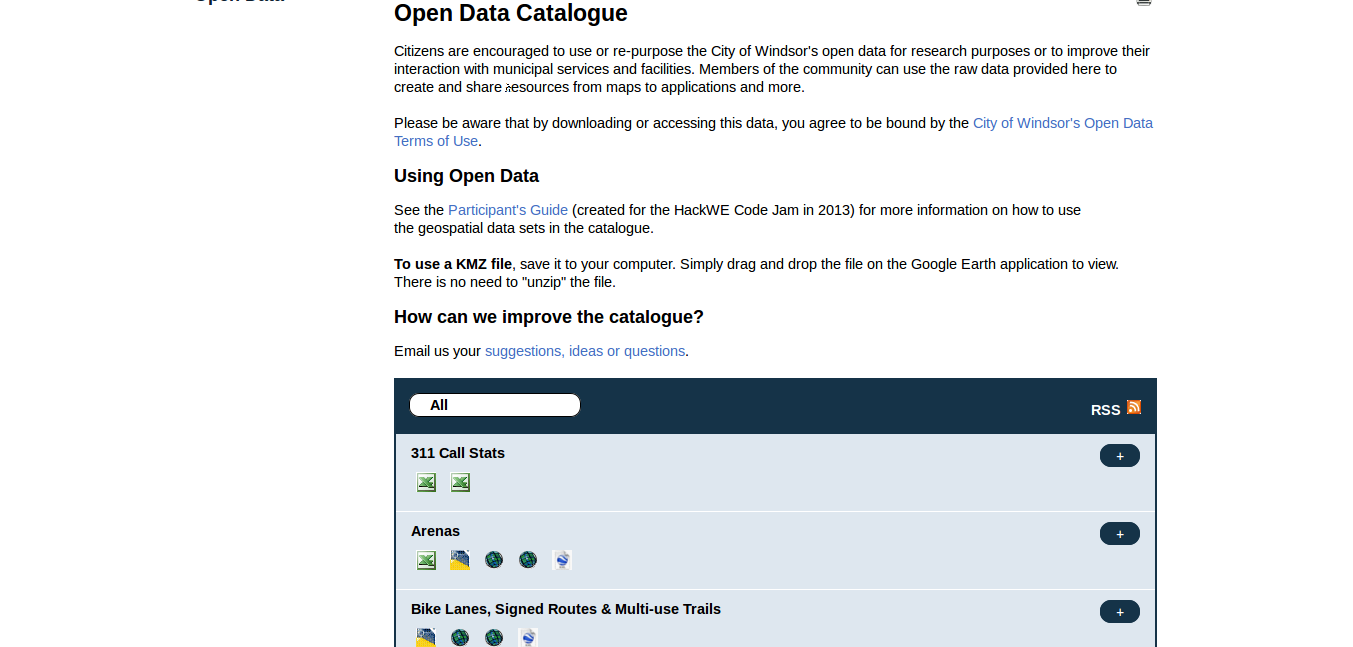 Open Data
Open Data Catalogue
Citizens are encouraged to use or re-purpose the City of Windsor's open data for research purposes or to improve their
interaction with municipal services and facilities. Members of the community can use the raw data provided here to
create and share resources from maps to applications and more.
Please be aware that by downloading or accessing this data, you agree to be bound by the City of Windsor's Open Data
Terms of Use.
Using Open Data
See the Participant's Guide (created for the HackWE Code Jam in 2013) for more information on how to use
the geospatial data sets in the catalogue.
To use a KMZ file, save it to your computer. Simply drag and drop the file on the Google Earth application to view.
There is no need to "unzip" the file.
How can we improve the catalogue?
Email us your suggestions, ideas or questions.
All
RSS
311 Call Stats
+
Arenas
+
Bike Lanes, Signed Routes & Multi-use Trails
+